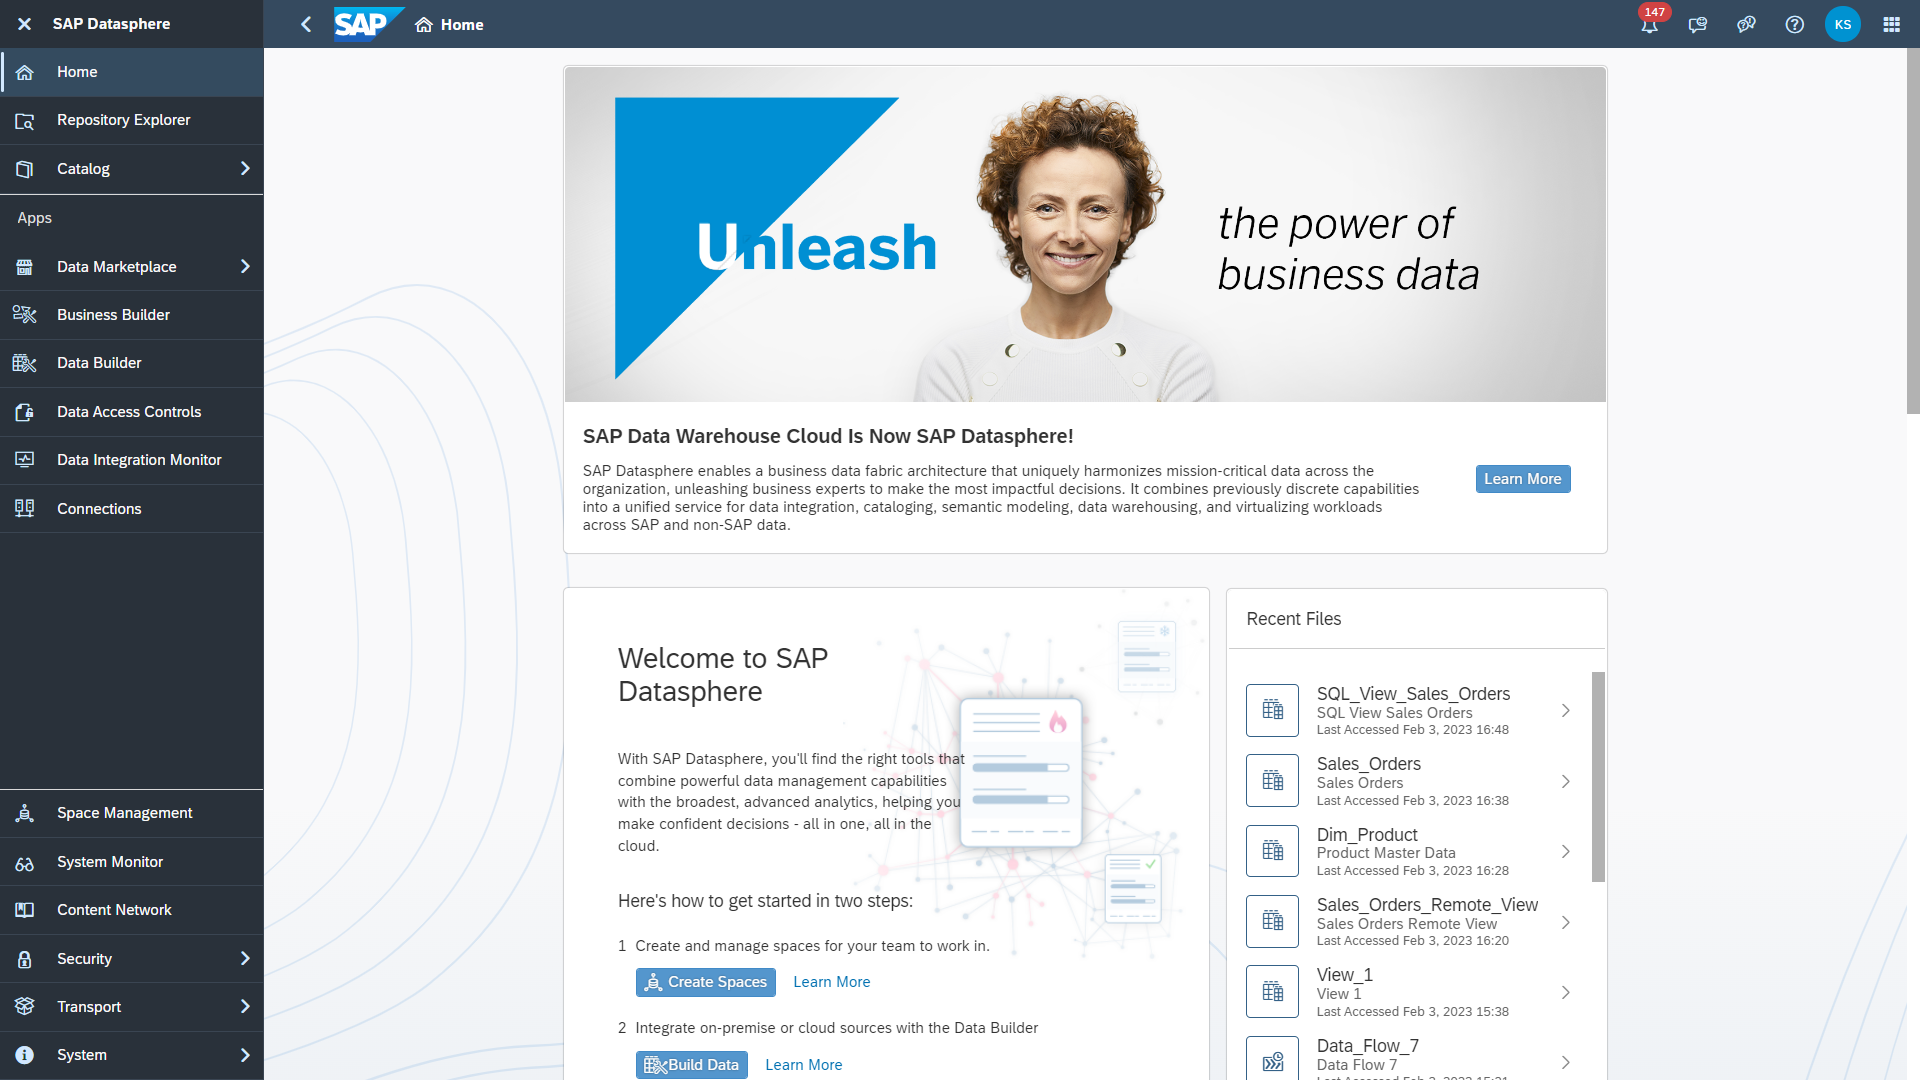 SAP Datasphere
SAP
Home
147
KS
Home
Repository Explorer
Catalog
Apps
Data Marketplace
Business Builder
Data Builder
Data Access Controls
Data Integration Monitor
Connections
Space Management
System Monitor
Content Network
Security
Transport
System
Unleash
the power of
business data
SAP Data Warehouse Cloud Is Now SAP Datasphere!
SAP Datasphere enables a business data fabric architecture that uniquely harmonizes mission-critical data across the
organization, unleashing business experts to make the most impactful decisions. It combines previously discrete capabilities
into a unified service for data integration, cataloging, semantic modeling, data warehousing, and virtualizing workloads
across SAP and non-SAP data.
Learn More
Welcome to SAP
Datasphere
With SAP Datasphere, you'll find the right tools that
combine powerful data management capabilities
with the broadest, advanced analytics, helping you
make confident decisions - all in one, all in the
cloud.
Here's how to get started in two steps:
1 Create and manage spaces for your team to work in.
Create Spaces Learn More
2 Integrate on-premise or cloud sources with the Data Builder
Build Data Learn More
Recent Files
SQL_View_Sales_Orders
SQL View Sales Orders
Last Accessed Feb 3, 2023 16:48
Sales_Orders
Sales Orders
Last Accessed Feb 3, 2023 16:38
Dim_Product
Product Master Data
Last Accessed Feb 3, 2023 16:28
Sales_Orders_Remote_View
Sales Orders Remote View
Last Accessed Feb 3, 2023 16:20
View_1
View 1
Last Accessed Feb 3, 2023 15:38
Data_Flow_7
Data Flow 7